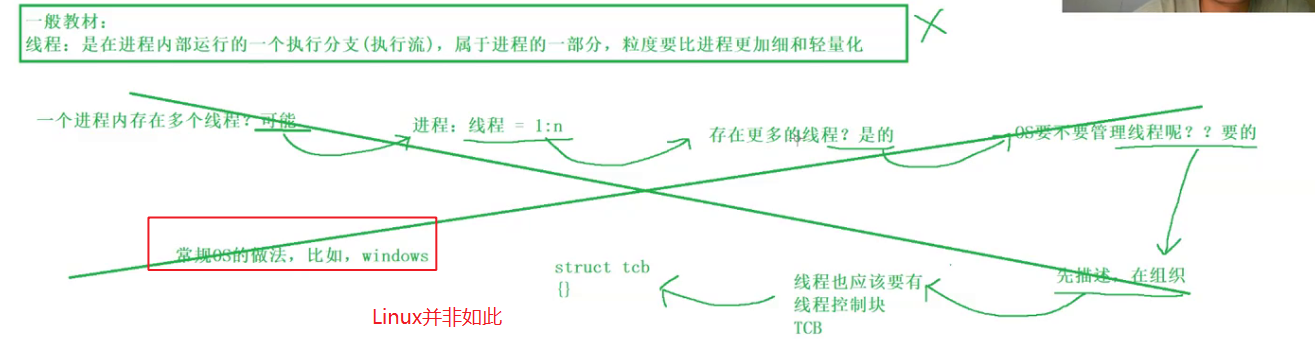 一般教材：
线程：是在进程内部运行的一个执行分支(执行流)，属于进程的一部分，粒度要比进程更加细和轻量化
一个进程内存在多个线程？可能
进程：线程 = 1:n
存在更多的线程？是的
OS要不要管理线程呢？？要的
常规OS的做法，比如，windows
struct tcb
{}
线程也应该要有
线程控制块
TCB
先描述，在组织
Linux并非如此